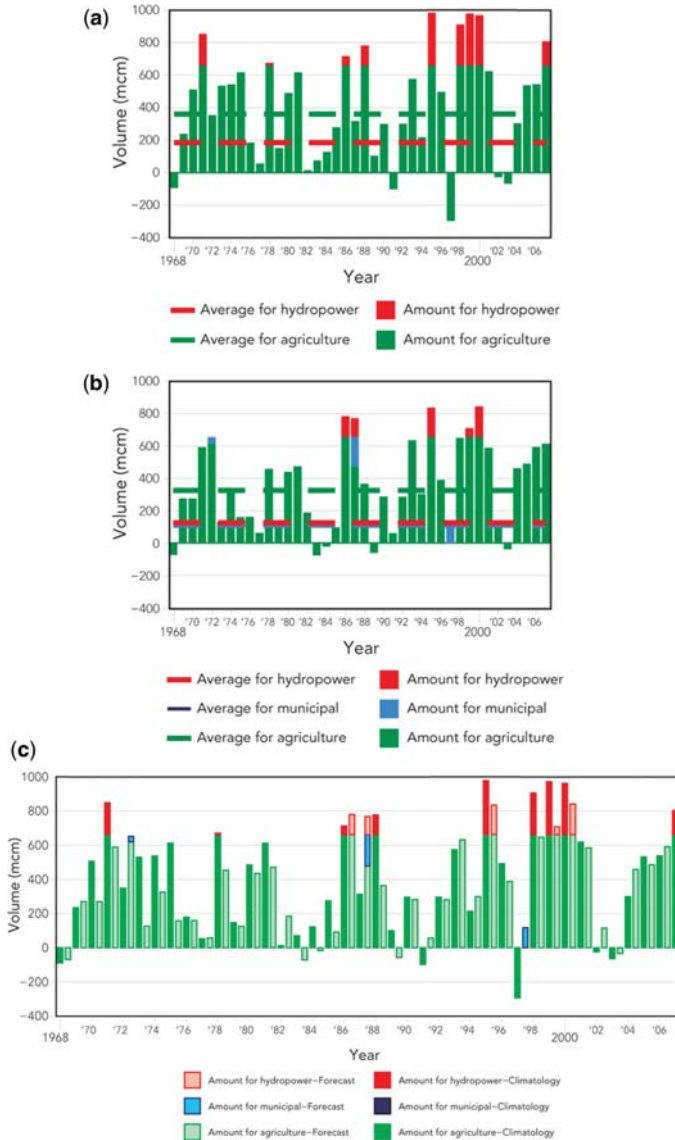 (a)
1000
800
600
400
200
0
−200
−400
Volume (mcm)
'70 '72 '74 '76 '78 '80 '82 '84 '86 '88 '90 '92 '94 '96 '98 '02 '04 '06
1968 2000
Year
Average for hydropower Amount for hydropower
Average for agriculture Amount for agriculture
(b)
1000
800
600
400
200
0
−200
−400
Volume (mcm)
'70 '72 '74 '76 '78 '80 '82 '84 '86 '88 '90 '92 '94 '96 '98 '02 '04 '06
1968 2000
Year
Average for hydropower Amount for hydropower
Average for municipal Amount for municipal
Average for agriculture Amount for agriculture
(c)
1000
800
600
400
200
0
−200
−400
Volume (mcm)
'70 '72 '74 '76 '78 '80 '82 '84 '86 '88 '90 '92 '94 '96 '98 '02 '04 '06
1968 2000
Year
Amount for hydropower−Forecast Amount for hydropower−Climatology
Amount for municipal−Forecast Amount for municipal−Climatology
Amount for agriculture−Forecast Amount for agriculture−Climatology